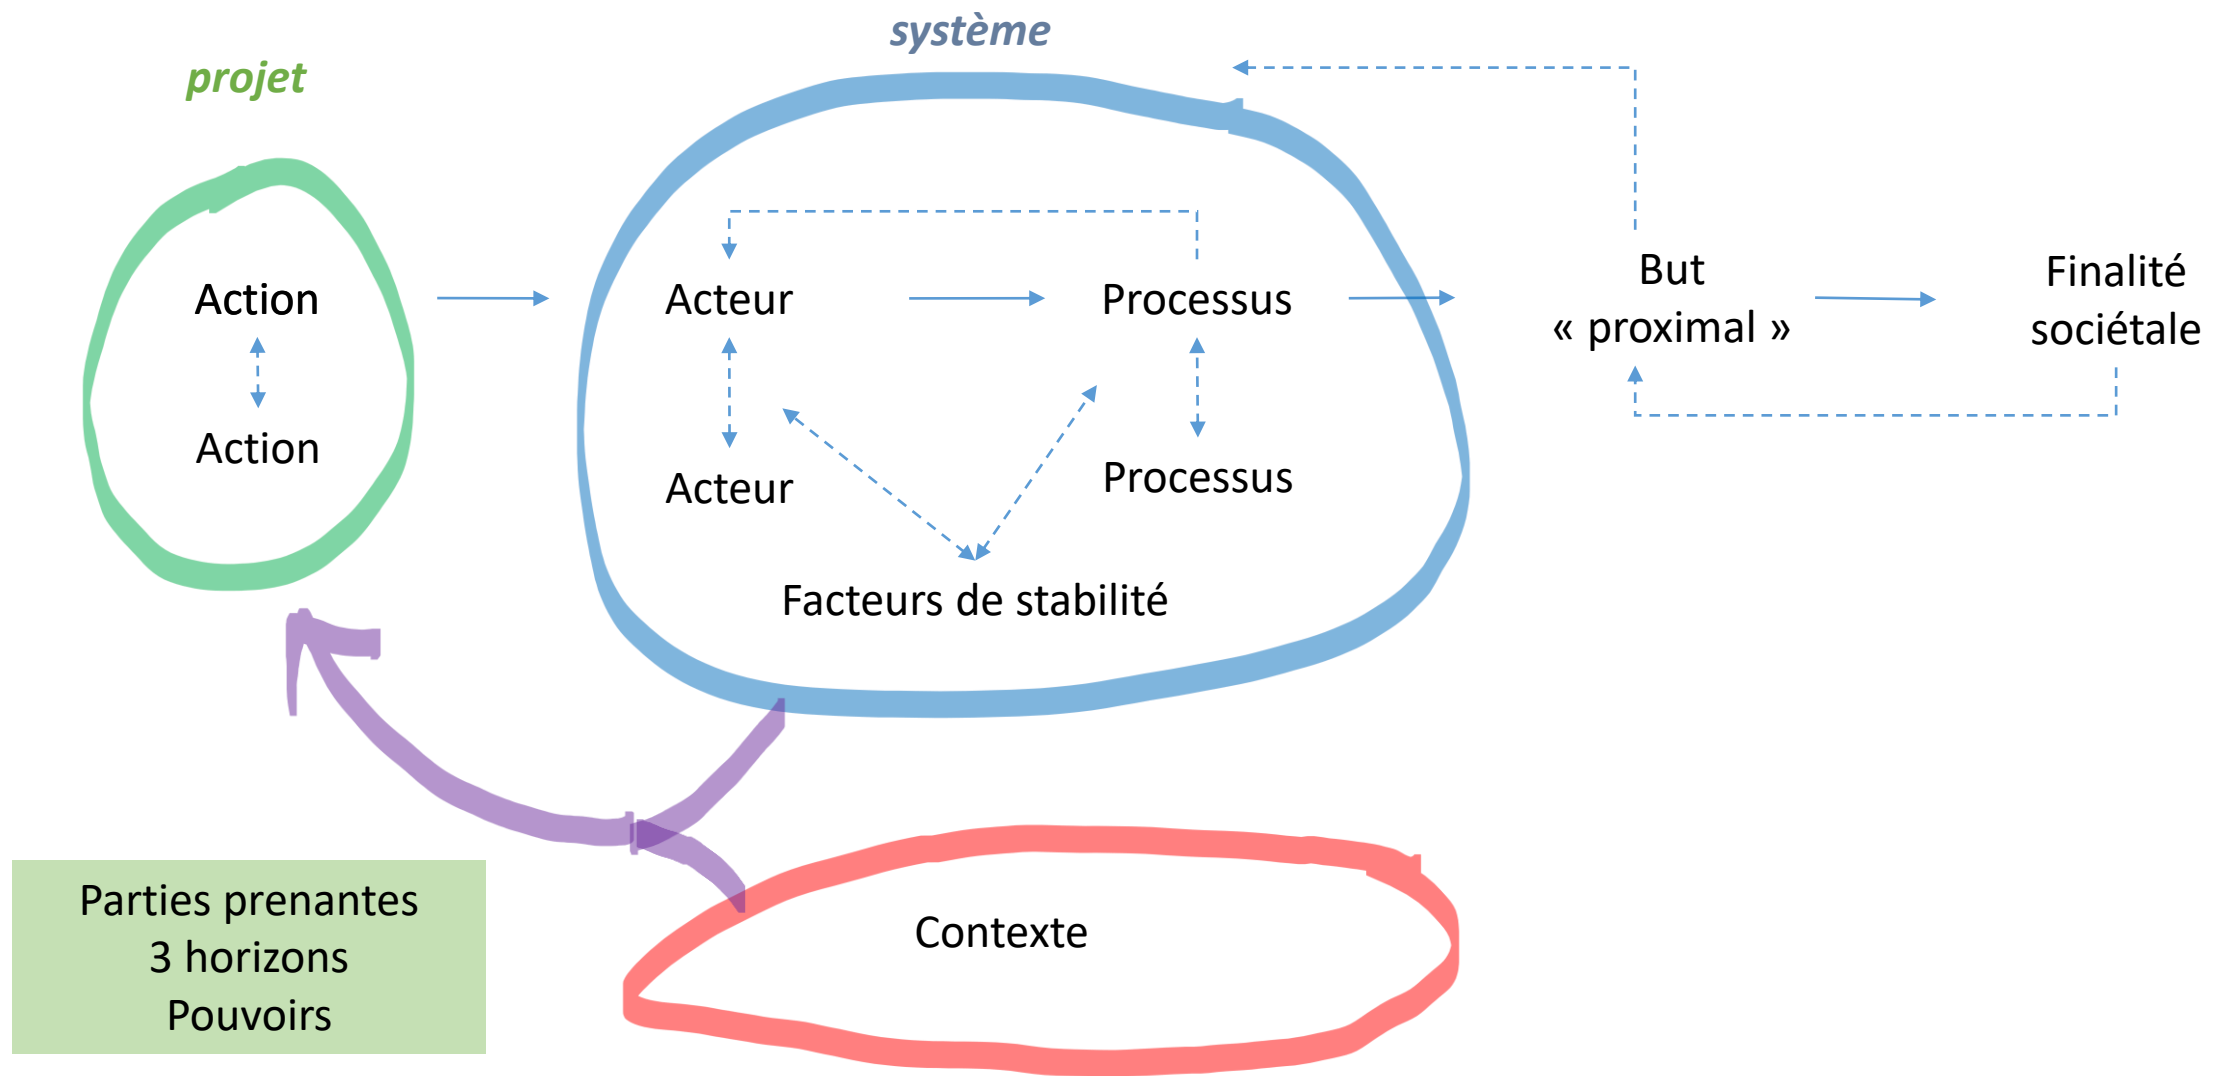 système
projet
Action
Acteur
Processus
But
« proximal »
Finalité
sociétale
Action
Acteur
Processus
Facteurs de stabilité
Parties prenantes
3 horizons
Pouvoirs
Contexte